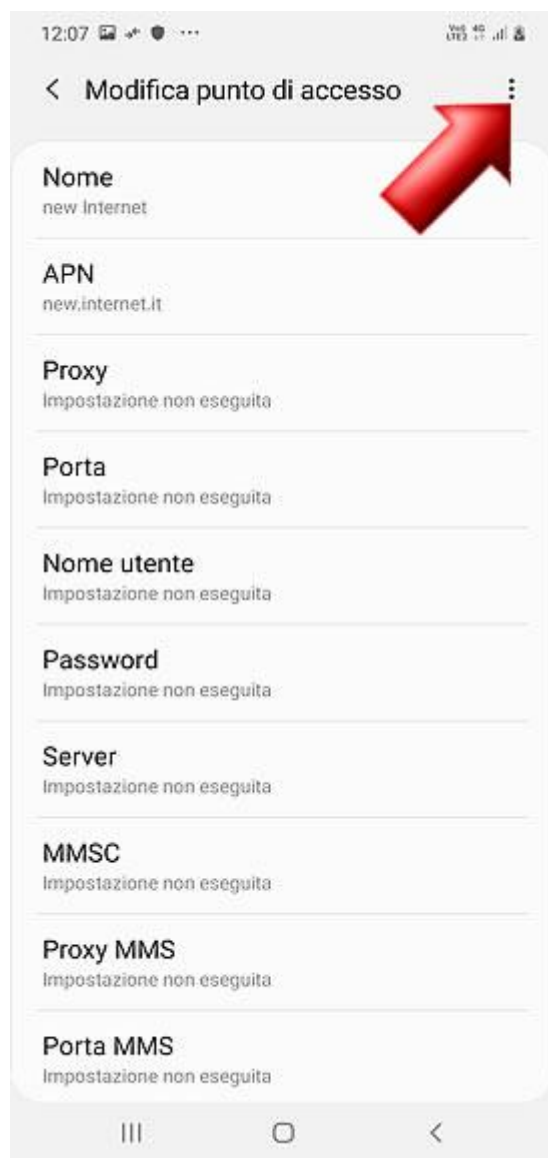 12:07
Modifica punto di accesso
Nome
new Internet
APN
new.internet.it
Proxy
Impostazione non eseguita
Porta
Impostazione non eseguita
Nome utente
Impostazione non eseguita
Password
Impostazione non eseguita
Server
Impostazione non eseguita
MMSC
Impostazione non eseguita
Proxy MMS
Impostazione non eseguita
Porta MMS
Impostazione non eseguita